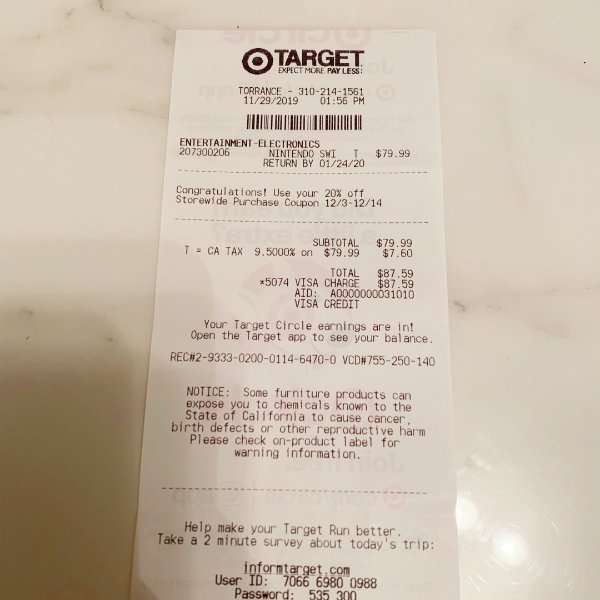 TARGET
EXPECT MORE PAY LESS:
TORRANCE - 310-214-1561
11/29/2019 01:56 PM
ENTERTAINMENT-ELECTRONICS
207300206 NINTENDO SWI T $79.99
RETURN BY 01/24/20
Congratulations! Use your 20% off
Storewide Purchase Coupon 12/3-12/14
SUBTOTAL $79.99
T = CA TAX 9.5000% on $79.99 $7.60
TOTAL $87.59
*5074 VISA CHARGE $87.59
AID: A0000000031010
VISA CREDIT
Your Target Circle earnings are in!
Open the Target app to see your balance.
REC#2-9333-0200-0114-6470-0 VCD#755-250-140
NOTICE: Some furniture products can
expose you to chemicals known to the
State of California to cause cancer,
birth defects or other reproductive harm
Please check on-product label for
warning information.
Help make your Target Run better.
Take a 2 minute survey about today's trip:
informtarget.com
User ID: 7066 6980 0988
Password: 535 300